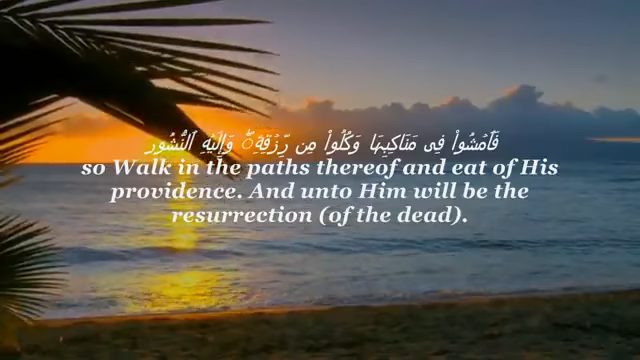 فَٱمْشُوا۟ فِى مَنَاكِبِهَا وَكُلُوا۟ مِن رِّزْقِهِۦ ۖ وَإِلَيْهِ ٱلنُّشُورُ
so Walk in the paths thereof and eat of His
providence. And unto Him will be the
resurrection (of the dead).